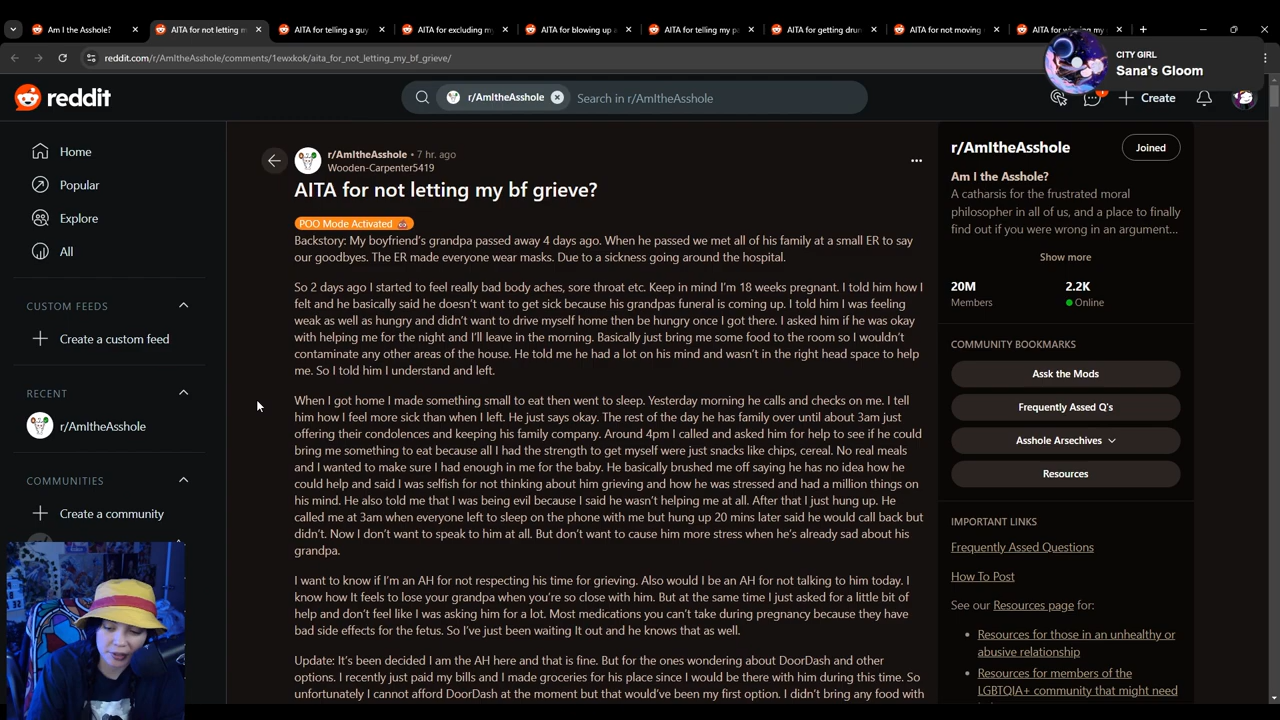 Am I the Asshole?
AITA for not letting m
AITA for telling a guy
AITA for excluding my
AITA for blowing up a
AITA for telling my p
AITA for getting drun
AITA for not moving
reddit.com/r/AmItheAsshole/comments/1ewxkok/aita_for_not_letting_my_bf_grieve/
CITY GIRL
Sana's Gloom
reddit
r/AmItheAsshole
Search in r/AmItheAsshole
Create
Home
Popular
Explore
All
CUSTOM FEEDS
Create a custom feed
RECENT
r/AmItheAsshole
COMMUNITIES
Create a community
r/AmItheAsshole • 7 hr. ago
Wooden-Carpenter5419
AITA for not letting my bf grieve?
POO Mode Activated 💩
Backstory: My boyfriend's grandpa passed away 4 days ago. When he passed we met all of his family at a small ER to say
our goodbyes. The ER made everyone wear masks. Due to a sickness going around the hospital.
So 2 days ago I started to feel really bad body aches, sore throat etc. Keep in mind I'm 18 weeks pregnant. I told him how I
felt and he basically said he doesn't want to get sick because his grandpas funeral is coming up. I told him I was feeling
weak as well as hungry and didn't want to drive myself home then be hungry once I got there. I asked him if he was okay
with helping me for the night and I'll leave in the morning. Basically just bring me some food to the room so I wouldn't
contaminate any other areas of the house. He told me he had a lot on his mind and wasn't in the right head space to help
me. So I told him I understand and left.
When I got home I made something small to eat then went to sleep. Yesterday morning he calls and checks on me. I tell
him how I feel more sick than when I left. He just says okay. The rest of the day he has family over until about 3am just
offering their condolences and keeping his family company. Around 4pm I called and asked him for help to see if he could
bring me something to eat because all I had the strength to get myself were just snacks like chips, cereal. No real meals
and I wanted to make sure I had enough in me for the baby. He basically brushed me off saying he has no idea how he
could help and said I was selfish for not thinking about him grieving and how he was stressed and had a million things on
his mind. He also told me that I was being evil because I said he wasn't helping me at all. After that I just hung up. He
called me at 3am when everyone left to sleep on the phone with me but hung up 20 mins later said he would call back but
didn't. Now I don't want to speak to him at all. But don't want to cause him more stress when he's already sad about his
grandpa.
I want to know if I'm an AH for not respecting his time for grieving. Also would I be an AH for not talking to him today. I
know how It feels to lose your grandpa when you're so close with him. But at the same time I just asked for a little bit of
help and don't feel like I was asking him for a lot. Most medications you can't take during pregnancy because they have
bad side effects for the fetus. So I've just been waiting It out and he knows that as well.
Update: It's been decided I am the AH here and that is fine. But for the ones wondering about DoorDash and other
options. I recently just paid my bills and I made groceries for his place since I would be there with him during this time. So
unfortunately I cannot afford DoorDash at the moment but that would've been my first option. I didn't bring any food with
r/AmItheAsshole
Joined
Am I the Asshole?
A catharsis for the frustrated moral
philosopher in all of us, and a place to finally
find out if you were wrong in an argument...
Show more
20M
Members
2.2K
Online
COMMUNITY BOOKMARKS
Assk the Mods
Frequently Assed Q's
Asshole Arsechives
Resources
IMPORTANT LINKS
Frequently Assed Questions
How To Post
See our Resources page for:
Resources for those in an unhealthy or
abusive relationship
Resources for members of the
LGBTQIA+ community that might need